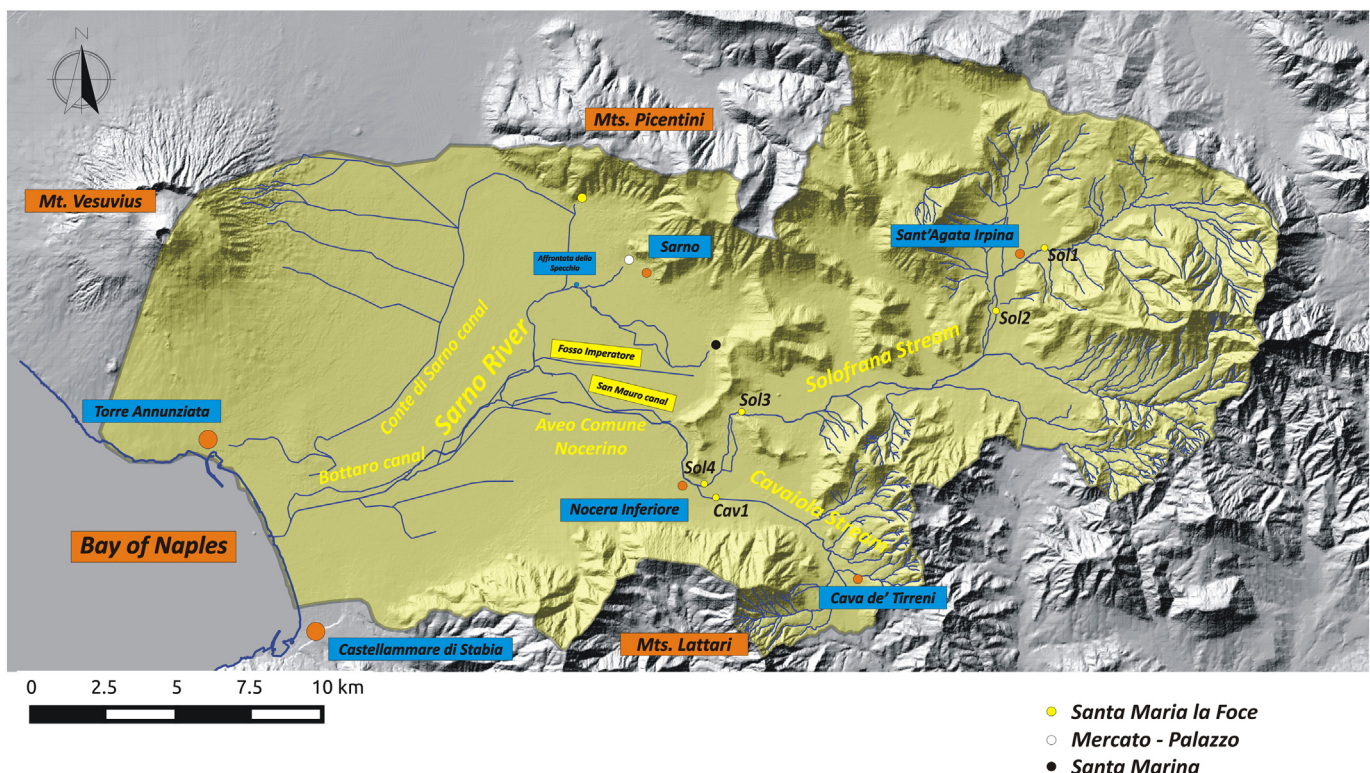 N
Mts. Picentini
Mt. Vesuvius
Sant'Agata Irpina
Sarno
Sol1
Affrontata dello
Specchio
Sol2
Conte di Sarno canal
Sarno River
Fosso Imperatore
Solofrana Stream
San Mauro canal
Sol3
Torre Annunziata
Aveo Comune
Nocerino
Bottaro canal
Sol4
Cavaiola Stream
Nocera Inferiore
Cav1
Bay of Naples
Cava de' Tirreni
Mts. Lattari
Castellammare di Stabia
0 2.5 5 7.5 10 km
Santa Maria la Foce
Mercato - Palazzo
Santa Marina